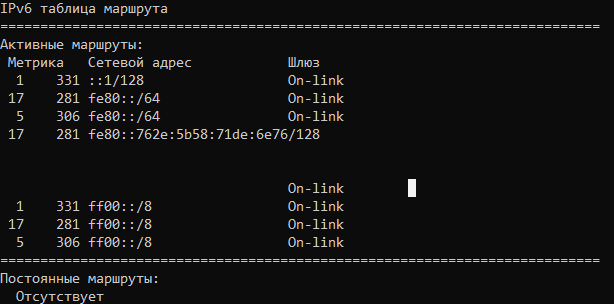 IPv6 таблица маршрута
===========================================================================
Активные маршруты:
 Метрика   Сетевой адрес            Шлюз
  1    331 ::1/128                  On-link
 17    281 fe80::/64                On-link
  5    306 fe80::/64                On-link
 17    281 fe80::762e:5b58:71de:6e76/128
                                    On-link
  1    331 ff00::/8                 On-link
 17    281 ff00::/8                 On-link
  5    306 ff00::/8                 On-link
===========================================================================
Постоянные маршруты:
  Отсутствует